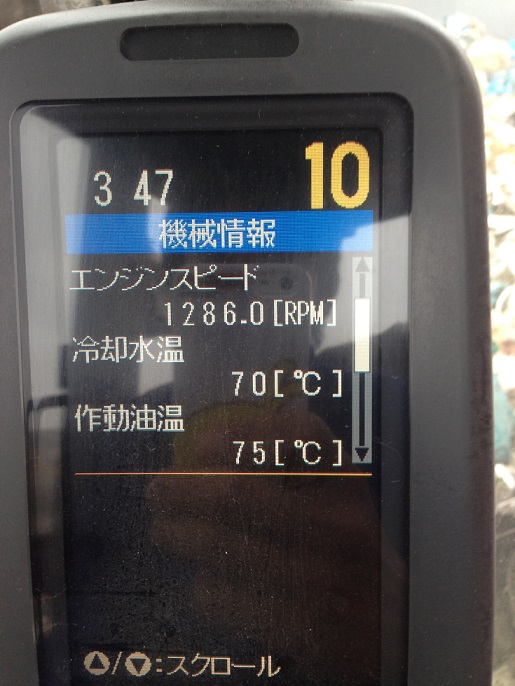 3 47 10
機械情報
エンジンスピード
1286.0[RPM]
冷却水温
70[℃]
作動油温
75[℃]
▲/▼:スクロール